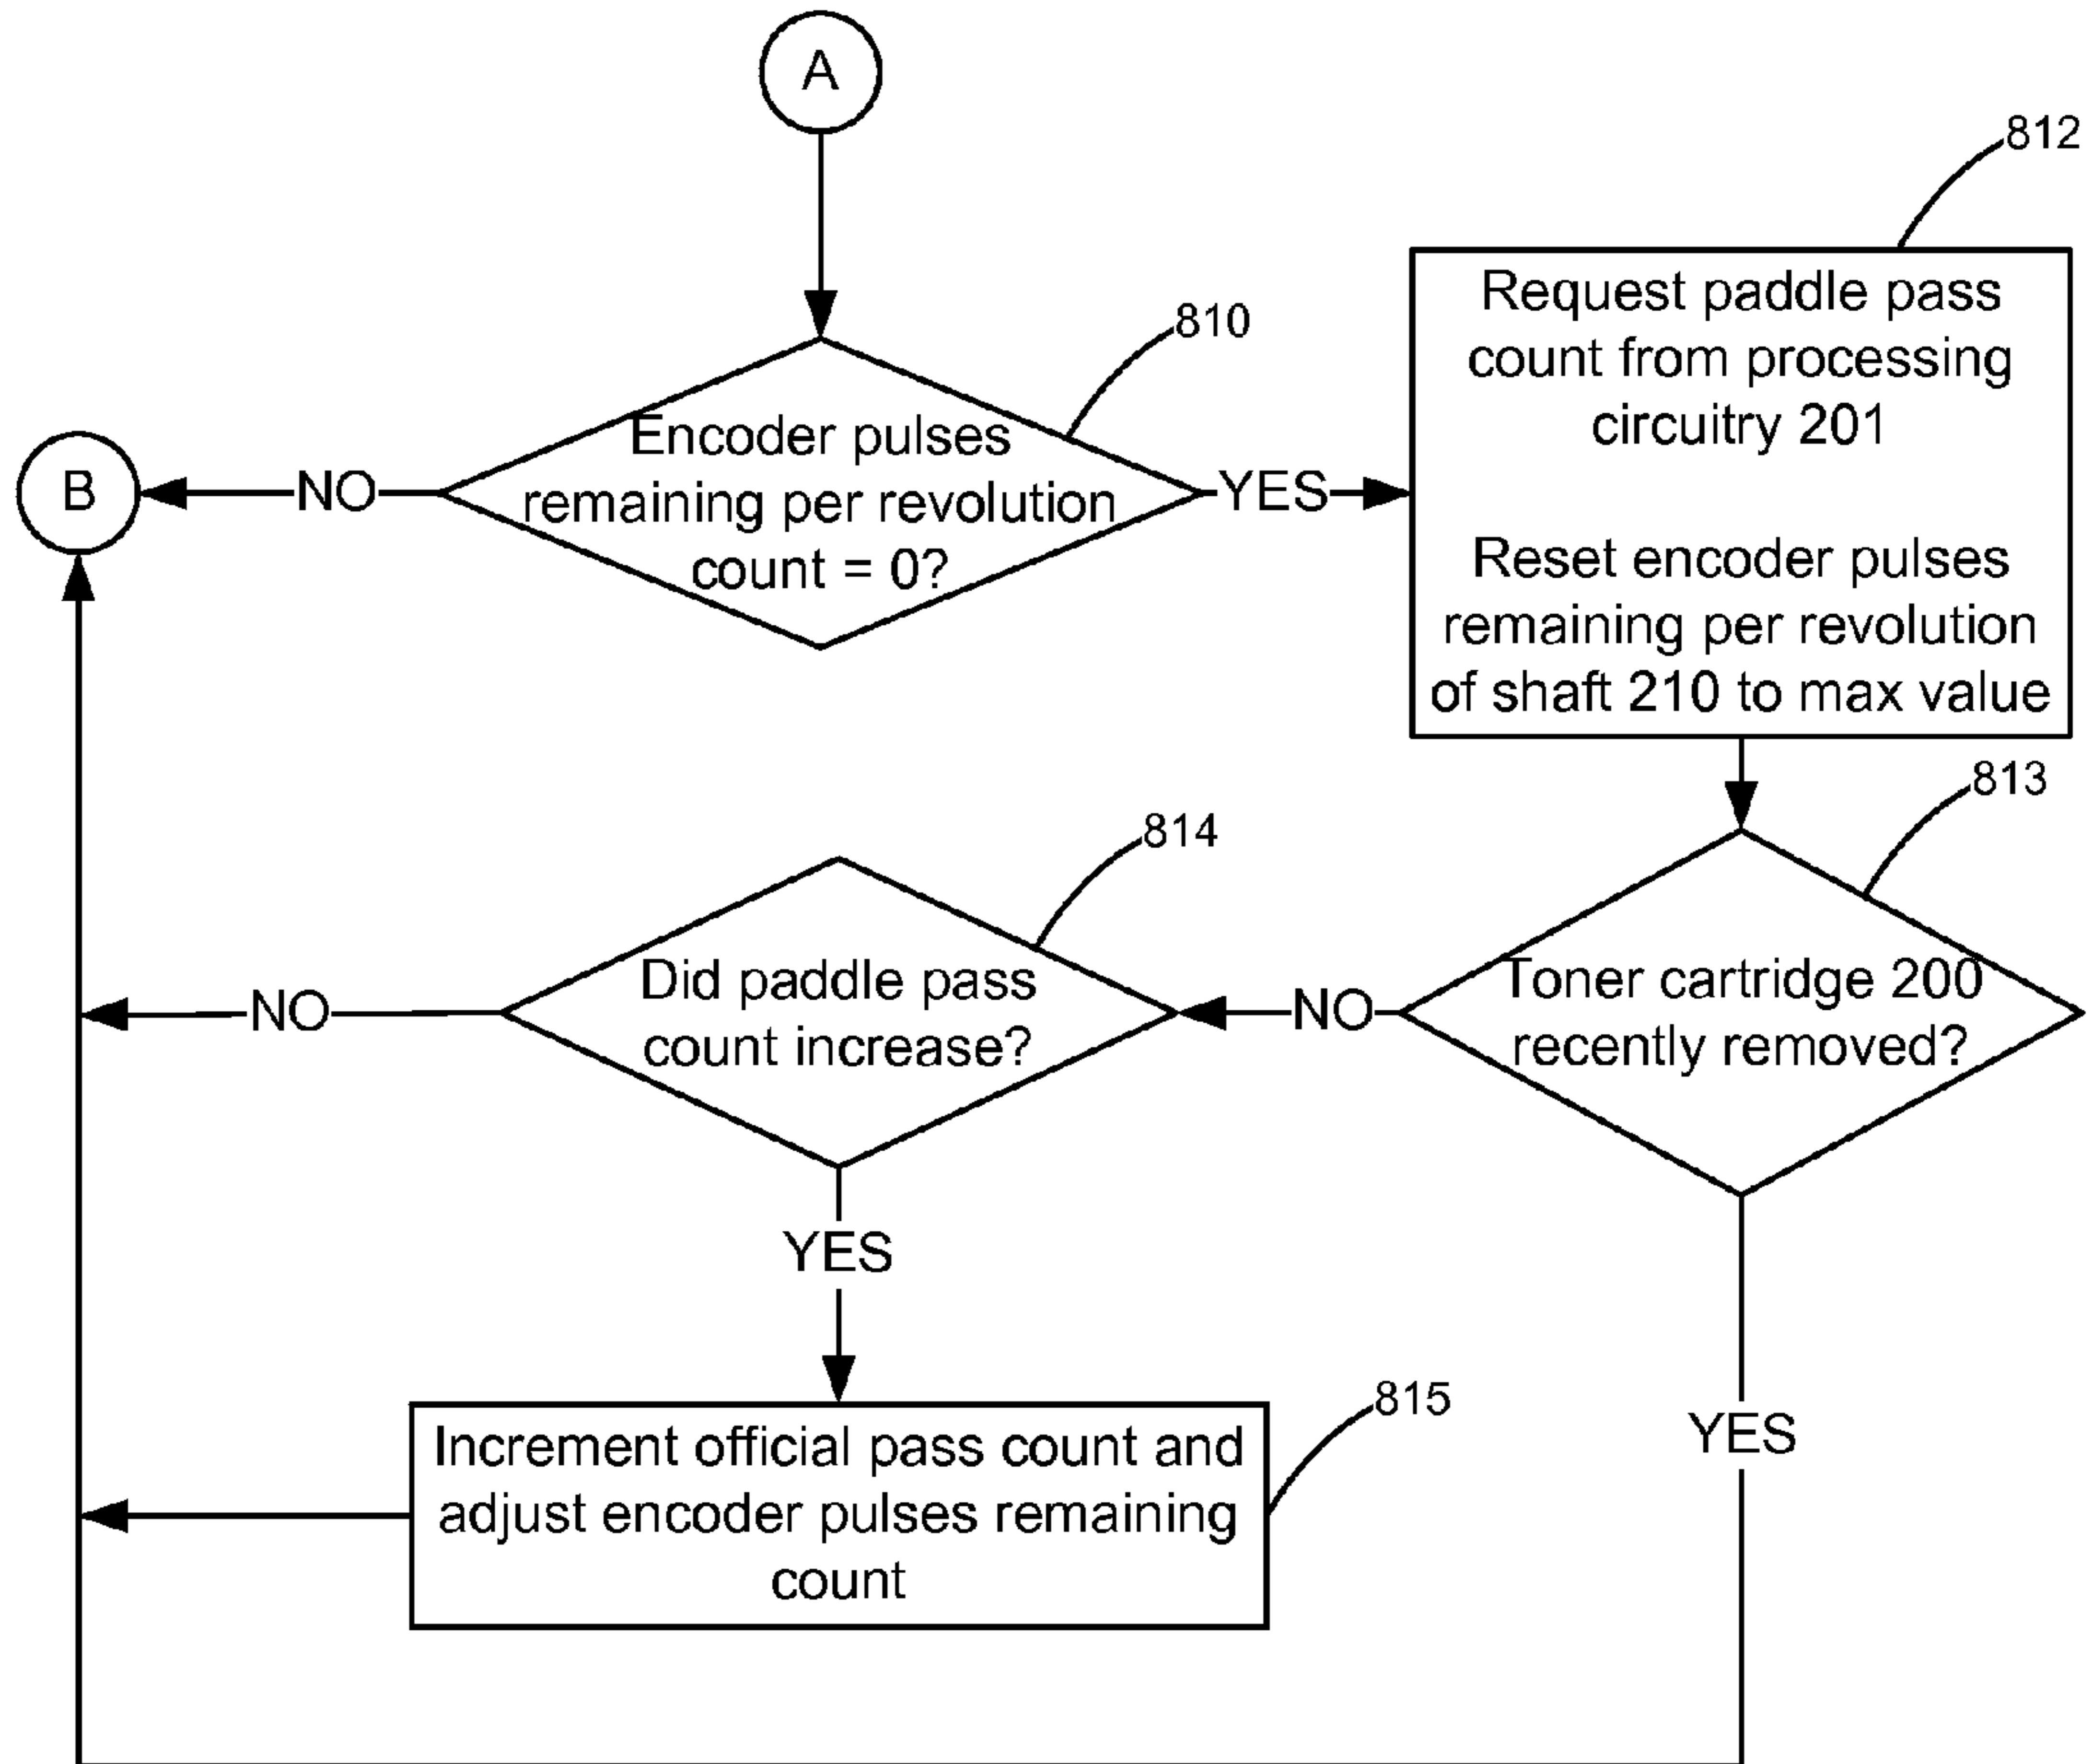 A
812
810
Request paddle pass
count from processing
circuitry 201
Encoder pulses
remaining per revolution
count = 0?
B
NO
YES
Reset encoder pulses
remaining per revolution
of shaft 210 to max value
813
814
Toner cartridge 200
recently removed?
NO
Did paddle pass
count increase?
NO
YES
YES
815
Increment official pass count and
adjust encoder pulses remaining
count